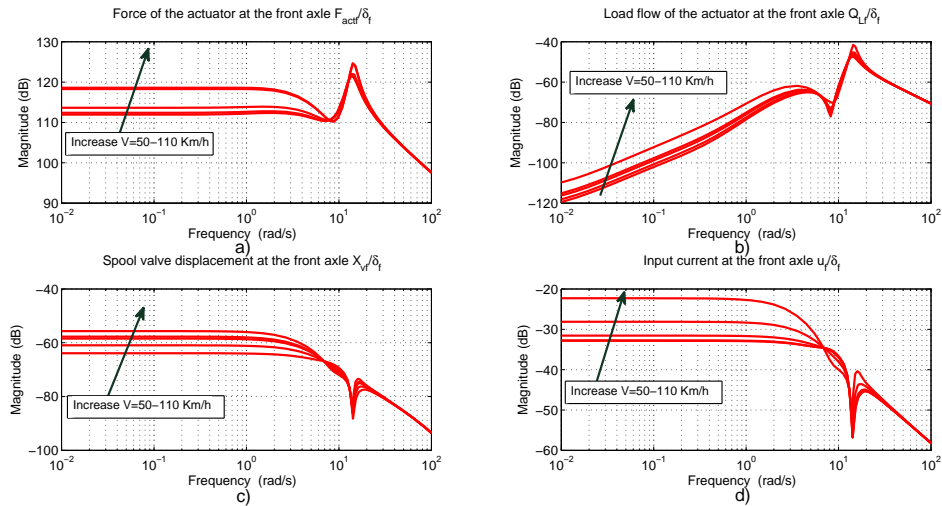 Force of the actuator at the front axle F_actf/δ_f
130
120
110
100
90
Magnitude (dB)
Increase V=50−110 Km/h
10^−2 10^−1 10^0 10^1 10^2
Frequency (rad/s)
a)
Load flow of the actuator at the front axle Q_Lf/δ_f
−40
−60
−80
−100
−120
Magnitude (dB)
Increase V=50−110 Km/h
10^−2 10^−1 10^0 10^1 10^2
Frequency (rad/s)
b)
Spool valve displacement at the front axle X_vf/δ_f
−40
−60
−80
−100
Magnitude (dB)
Increase V=50−110 Km/h
10^−2 10^−1 10^0 10^1 10^2
Frequency (rad/s)
c)
Input current at the front axle u_f/δ_f
−20
−30
−40
−50
−60
Magnitude (dB)
Increase V=50−110 Km/h
10^−2 10^−1 10^0 10^1 10^2
Frequency (rad/s)
d)